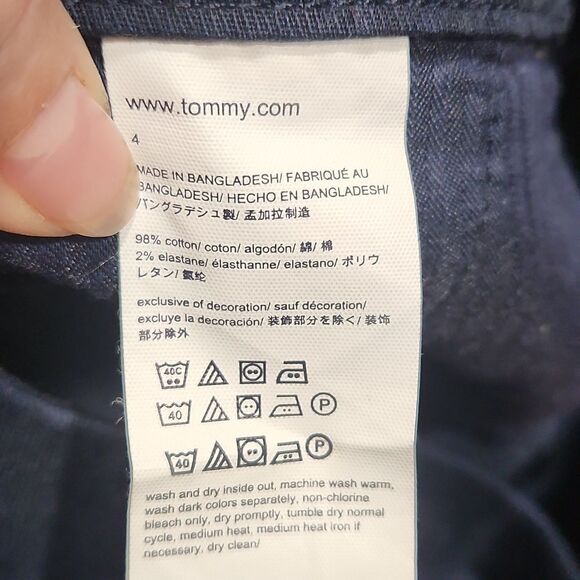 www.tommy.com
4
MADE IN BANGLADESH/ FABRIQUÉ AU
BANGLADESH/ HECHO EN BANGLADESH/
バングラデシュ製/ 孟加拉制造
98% cotton/ coton/ algodón/ 綿/ 棉
2% elastane/ élasthanne/ elastano/ ポリウ
レタン/ 氨纶
exclusive of decoration/ sauf décoration/
excluye la decoración/ 装飾部分を除く/ 装饰
部分除外
40C
40 P
40 P
wash and dry inside out, machine wash warm,
wash dark colors separately, non-chlorine
bleach only, dry promptly, tumble dry normal
cycle, medium heat, medium heat iron if
necessary, dry clean/